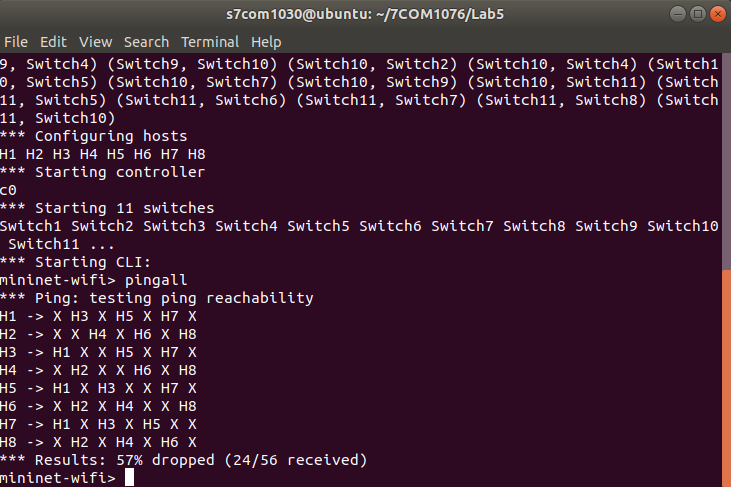 s7com1030@ubuntu: ~/7COM1076/Lab5
File Edit View Search Terminal Help
9, Switch4) (Switch9, Switch10) (Switch10, Switch2) (Switch10, Switch4) (Switch1
0, Switch5) (Switch10, Switch7) (Switch10, Switch9) (Switch10, Switch11) (Switch
11, Switch5) (Switch11, Switch6) (Switch11, Switch7) (Switch11, Switch8) (Switch
11, Switch10)
*** Configuring hosts
H1 H2 H3 H4 H5 H6 H7 H8
*** Starting controller
c0
*** Starting 11 switches
Switch1 Switch2 Switch3 Switch4 Switch5 Switch6 Switch7 Switch8 Switch9 Switch10
Switch11 ...
*** Starting CLI:
mininet-wifi> pingall
*** Ping: testing ping reachability
H1 -> X H3 X H5 X H7 X
H2 -> X X H4 X H6 X H8
H3 -> H1 X X H5 X H7 X
H4 -> X H2 X X H6 X H8
H5 -> H1 X H3 X X H7 X
H6 -> X H2 X H4 X X H8
H7 -> H1 X H3 X H5 X X
H8 -> X H2 X H4 X H6 X
*** Results: 57% dropped (24/56 received)
mininet-wifi>